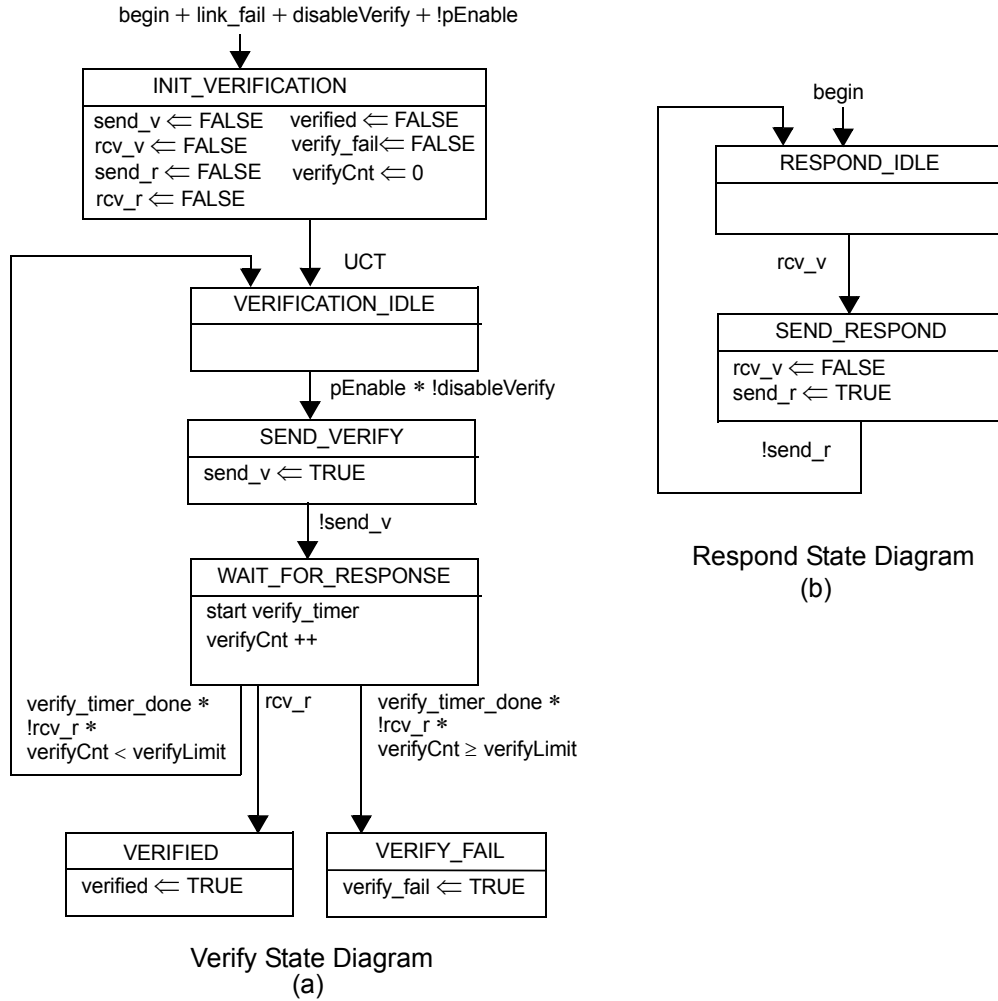 begin + link_fail + disableVerify + !pEnable
INIT_VERIFICATION
send_v ⇐ FALSE verified ⇐ FALSE
rcv_v ⇐ FALSE verify_fail⇐ FALSE
send_r ⇐ FALSE verifyCnt ⇐ 0
rcv_r ⇐ FALSE
UCT
VERIFICATION_IDLE
pEnable * !disableVerify
SEND_VERIFY
send_v ⇐ TRUE
!send_v
WAIT_FOR_RESPONSE
start verify_timer
verifyCnt ++
verify_timer_done *
!rcv_r *
verifyCnt < verifyLimit
rcv_r
verify_timer_done *
!rcv_r *
verifyCnt ≥ verifyLimit
VERIFIED
verified ⇐ TRUE
VERIFY_FAIL
verify_fail ⇐ TRUE
Verify State Diagram
(a)
begin
RESPOND_IDLE
rcv_v
SEND_RESPOND
rcv_v ⇐ FALSE
send_r ⇐ TRUE
!send_r
Respond State Diagram
(b)